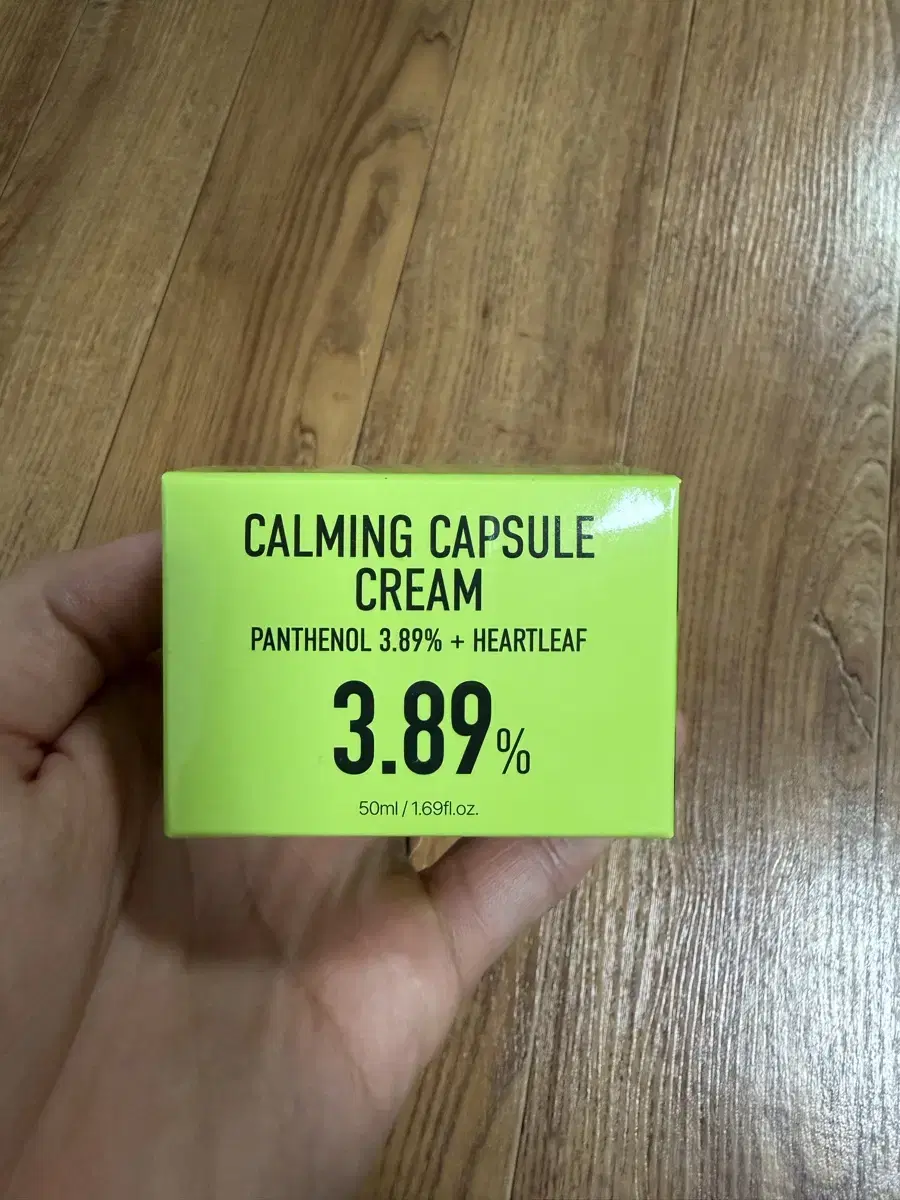 CALMING CAPSULE
CREAM
PANTHENOL 3.89% + HEARTLEAF
3.89%
50ml / 1.69fl.oz.